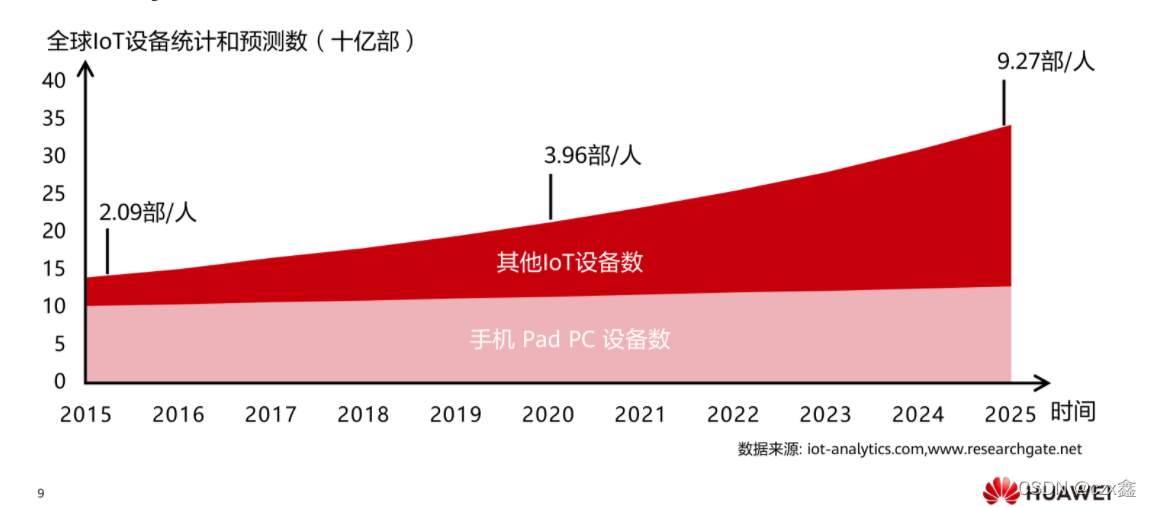 全球IoT设备统计和预测数（十亿部）
40
35
30
25
20
15
10
5
0
2.09部/人
3.96部/人
9.27部/人
其他IoT设备数
手机 Pad PC 设备数
2015 2016 2017 2018 2019 2020 2021 2022 2023 2024 2025 时间
数据来源: iot-analytics.com,www.researchgate.net
9
HUAWEI
CSDN @czx鑫